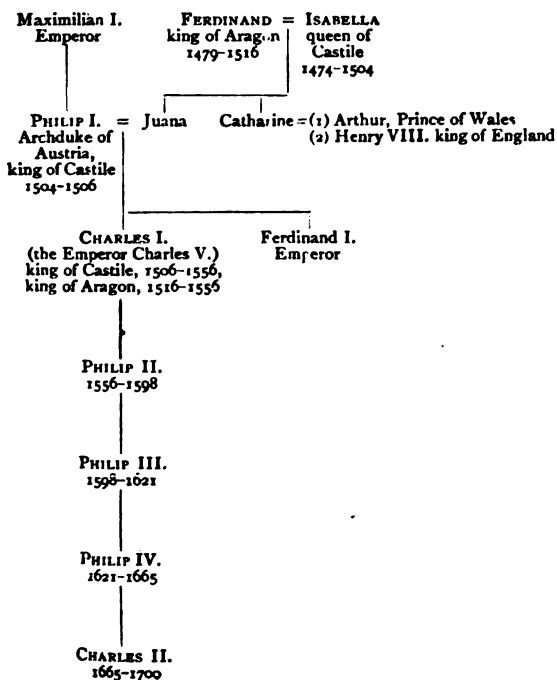 Maximilian I.
Emperor
FERDINAND = ISABELLA
king of Aragon
1479–1516
queen of
Castile
1474–1504
PHILIP I. = Juana
Archduke of
Austria,
king of Castile
1504–1506
Catharine = (1) Arthur, Prince of Wales
(2) Henry VIII. king of England
CHARLES I.
(the Emperor Charles V.)
king of Castile, 1506–1556,
king of Aragon, 1516–1556
Ferdinand I.
Emperor
PHILIP II.
1556–1598
PHILIP III.
1598–1621
PHILIP IV.
1621–1665
CHARLES II.
1665–1700